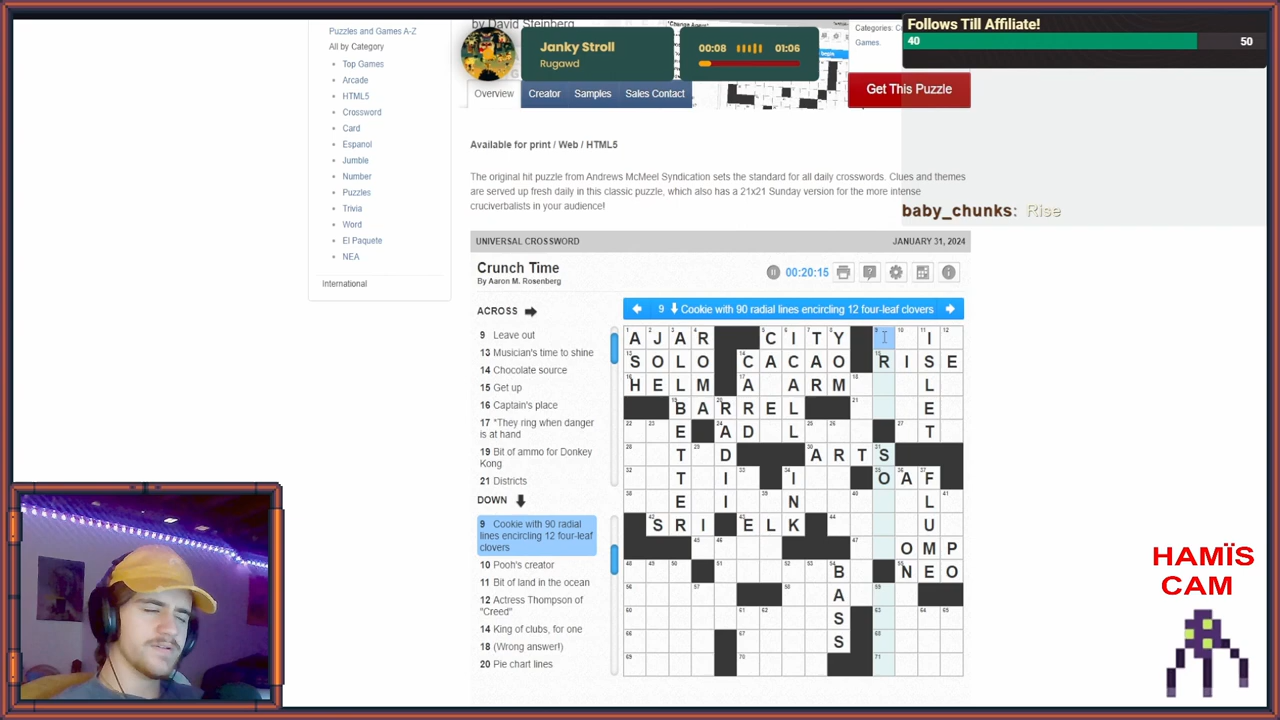 Puzzles and Games A-Z
All by Category
Top Games
Arcade
HTML5
Crossword
Card
Espanol
Jumble
Number
Puzzles
Trivia
Word
El Paquete
NEA
International
by David Steinberg
Janky Stroll
Rugawd
00:08
01:06
"Change Agent"
Categories:
Games.
Follows Till Affiliate!
40
50
Get This Puzzle
Overview
Creator
Samples
Sales Contact
Available for print / Web / HTML5
The original hit puzzle from Andrews McMeel Syndication sets the standard for all daily crosswords. Clues and themes
are served up fresh daily in this classic puzzle, which also has a 21x21 Sunday version for the more intense
cruciverbalists in your audience!
baby_chunks: Rise
UNIVERSAL CROSSWORD
JANUARY 31, 2024
Crunch Time
By Aaron M. Rosenberg
00:20:15
ACROSS
9 Leave out
13 Musician's time to shine
14 Chocolate source
15 Get up
16 Captain's place
17 *They ring when danger
is at hand
19 Bit of ammo for Donkey
Kong
21 Districts
DOWN
9 Cookie with 90 radial
lines encircling 12 four-leaf
clovers
10 Pooh's creator
11 Bit of land in the ocean
12 Actress Thompson of
"Creed"
14 King of clubs, for one
18 (Wrong answer!)
20 Pie chart lines
9 Cookie with 90 radial lines encircling 12 four-leaf clovers
A J A R C I T Y I
S O L O C A C A O R I S E
H E L M A A R M L
B A R R E L E
E A D L T
T D A R T S
T I I O A F
E I N L
S R I E L K U
O M P
B N E O
A
S
S
HAMÏS
CAM